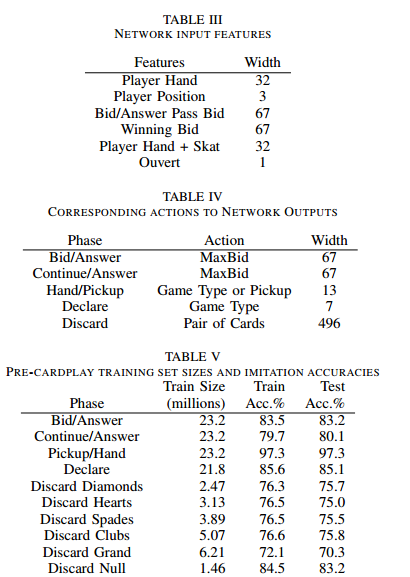 TABLE III
NETWORK INPUT FEATURES
Features Width
Player Hand 32
Player Position 3
Bid/Answer Pass Bid 67
Winning Bid 67
Player Hand + Skat 32
Ouvert 1
TABLE IV
CORRESPONDING ACTIONS TO NETWORK OUTPUTS
Phase Action Width
Bid/Answer MaxBid 67
Continue/Answer MaxBid 67
Hand/Pickup Game Type or Pickup 13
Declare Game Type 7
Discard Pair of Cards 496
TABLE V
PRE-CARDPLAY TRAINING SET SIZES AND IMITATION ACCURACIES
Train Size Train Test
Phase (millions) Acc.% Acc.%
Bid/Answer 23.2 83.5 83.2
Continue/Answer 23.2 79.7 80.1
Pickup/Hand 23.2 97.3 97.3
Declare 21.8 85.6 85.1
Discard Diamonds 2.47 76.3 75.7
Discard Hearts 3.13 76.5 75.0
Discard Spades 3.89 76.5 75.5
Discard Clubs 5.07 76.6 75.8
Discard Grand 6.21 72.1 70.3
Discard Null 1.46 84.5 83.2